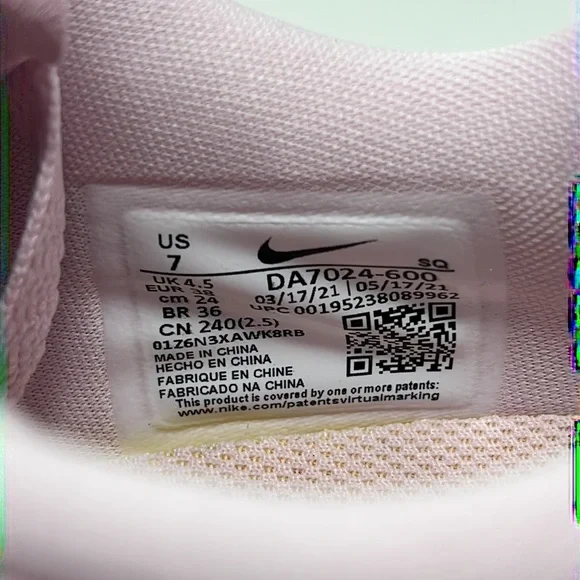 US
7
SQ
UK 4.5
DA7024-600
EUR 38
03/17/21 | 05/17/21
cm 24
UPC 00195238089962
BR 36
CN 240(2.5)
01Z6N3XAWK8RB
MADE IN CHINA
HECHO EN CHINA
FABRIQUE EN CHINE
FABRICADO NA CHINA
This product is covered by one or more patents:
www.nike.com/patentsvirtualmarking